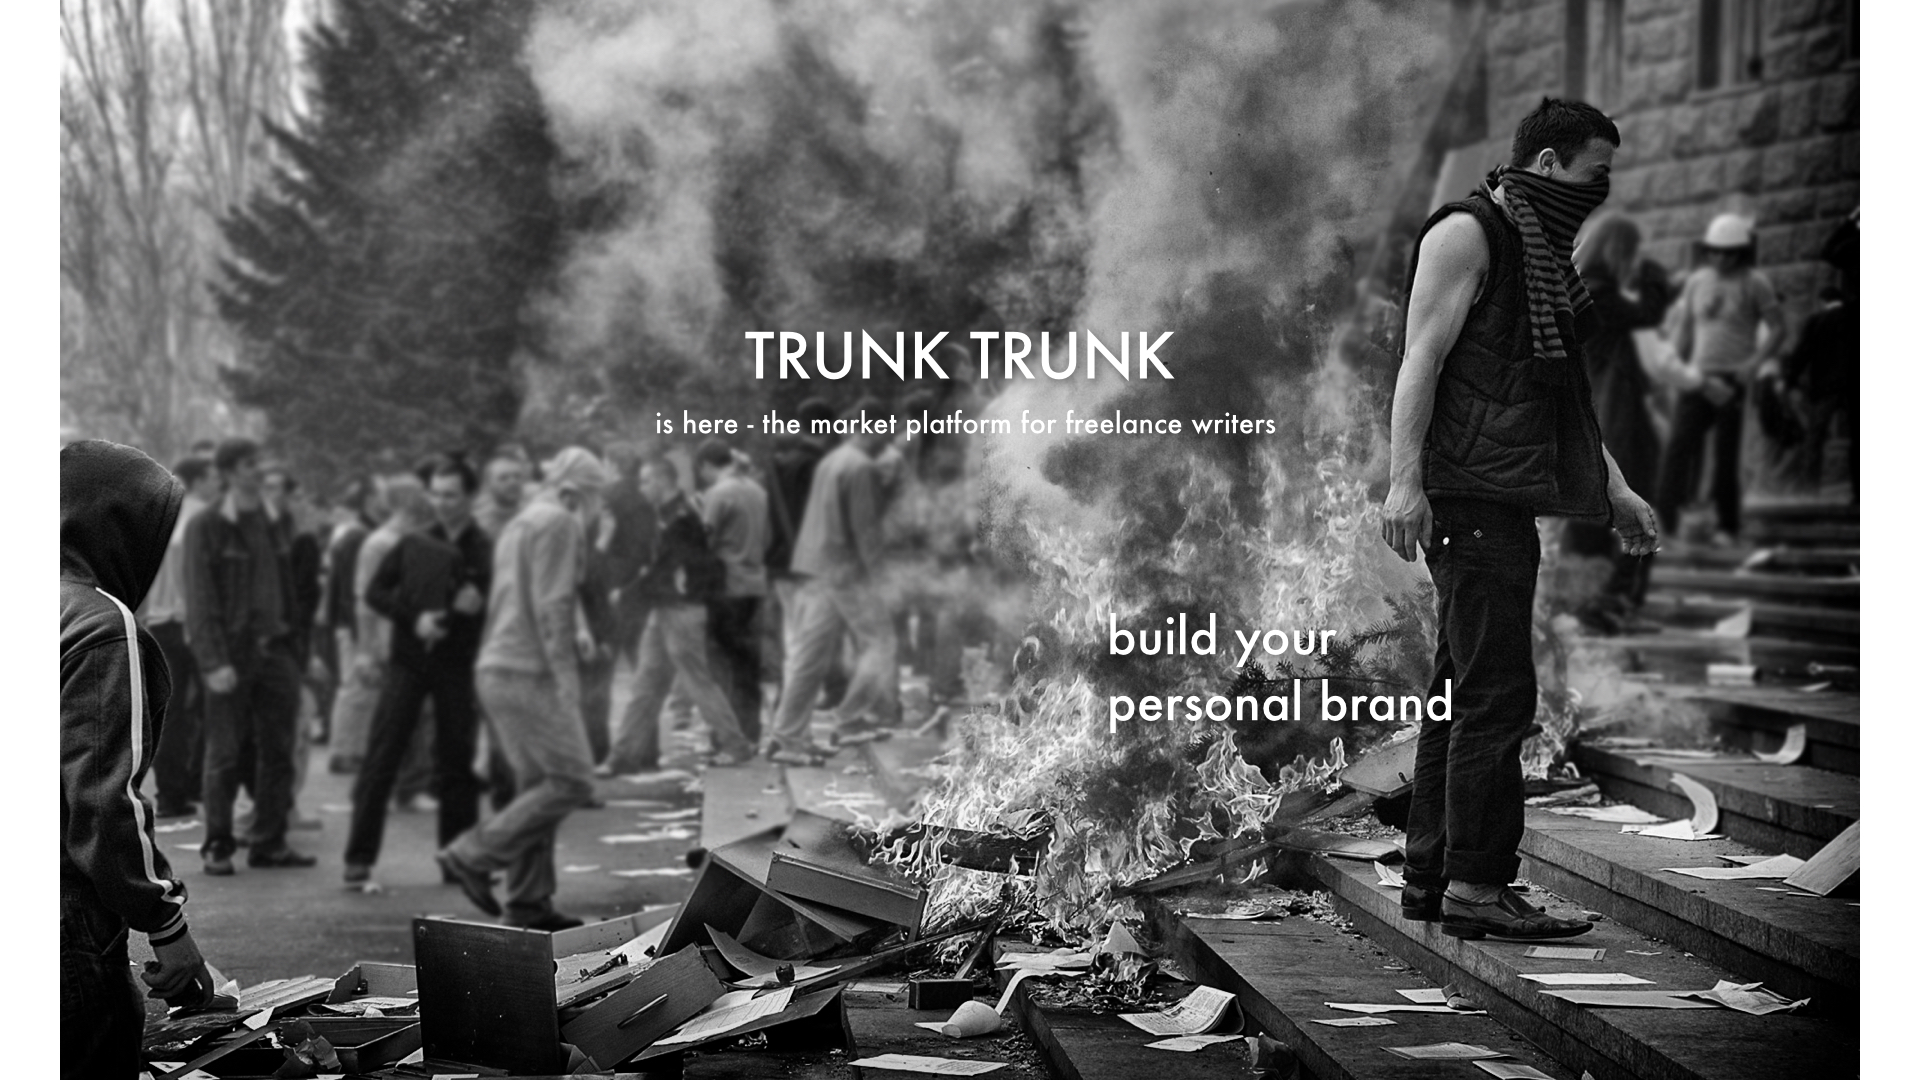 TRUNK TRUNK
is here - the market platform for freelance writers
build your
personal brand